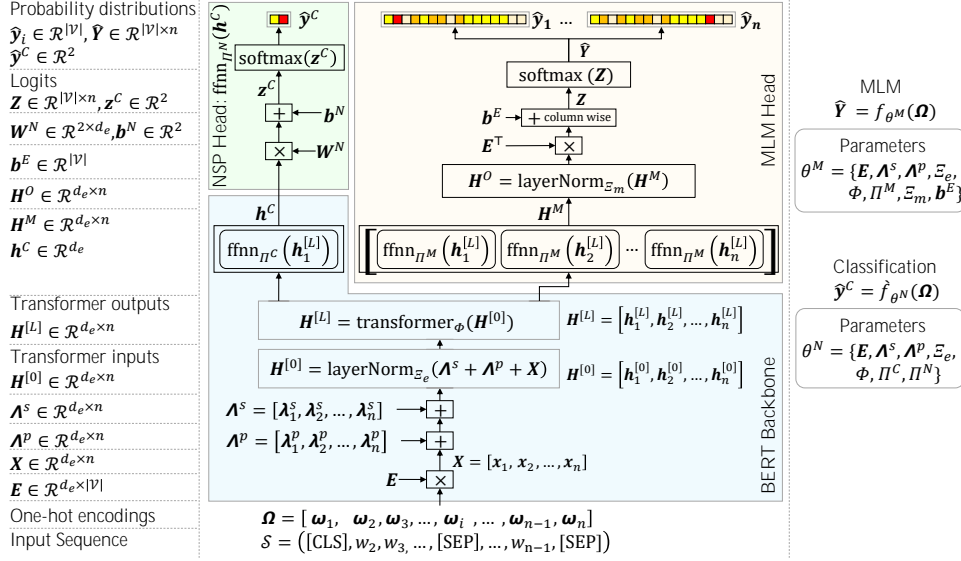 Probability distributions
ŷ_i ∈ ℛ^{|𝒱|}, Ŷ ∈ ℛ^{|𝒱|×n}
ŷ^C ∈ ℛ^2
Logits
Z ∈ ℛ^{|𝒱|×n}, z^C ∈ ℛ^2
W^N ∈ ℛ^{2×d_e}, b^N ∈ ℛ^2
b^E ∈ ℛ^{|𝒱|}
H^O ∈ ℛ^{d_e×n}
H^M ∈ ℛ^{d_e×n}
h^C ∈ ℛ^{d_e}
Transformer outputs
H^{[L]} ∈ ℛ^{d_e×n}
Transformer inputs
H^{[0]} ∈ ℛ^{d_e×n}
Λ^s ∈ ℛ^{d_e×n}
Λ^p ∈ ℛ^{d_e×n}
X ∈ ℛ^{d_e×n}
E ∈ ℛ^{d_e×|𝒱|}
One-hot encodings
Input Sequence
NSP Head: ffnn_{Π^N}(h^C)
ŷ^C
softmax(z^C)
z^C
+
b^N
×
W^N
h^C
ffnn_{Π^C}(h_1^{[L]})
MLM Head
ŷ_1 … ŷ_n
Ŷ
softmax (Z)
Z
b^E
+ column wise
E^⊤
×
H^O = layerNorm_{Ξ_m}(H^M)
H^M
[ffnn_{Π^M}(h_1^{[L]}) ffnn_{Π^M}(h_2^{[L]}) … ffnn_{Π^M}(h_n^{[L]})]
BERT Backbone
H^{[L]} = transformer_Φ(H^{[0]})
H^{[L]} = [h_1^{[L]}, h_2^{[L]}, …, h_n^{[L]}]
H^{[0]} = layerNorm_{Ξ_e}(Λ^s + Λ^p + X)
H^{[0]} = [h_1^{[0]}, h_2^{[0]}, …, h_n^{[0]}]
Λ^s = [λ_1^s, λ_2^s, …, λ_n^s]
+
Λ^p = [λ_1^p, λ_2^p, …, λ_n^p]
+
X = [x_1, x_2, …, x_n]
E
×
Ω = [ ω_1, ω_2, ω_3, …, ω_i , … , ω_{n−1}, ω_n]
𝒮 = ([CLS], w_2, w_3, …, [SEP], …, w_{n−1}, [SEP])
MLM
Ŷ = f_{θ^M}(Ω)
Parameters
θ^M = {E, Λ^s, Λ^p, Ξ_e,
Φ, Π^M, Ξ_m, b^E}
Classification
ŷ^C = f̀_{θ^N}(Ω)
Parameters
θ^N = {E, Λ^s, Λ^p, Ξ_e,
Φ, Π^C, Π^N}